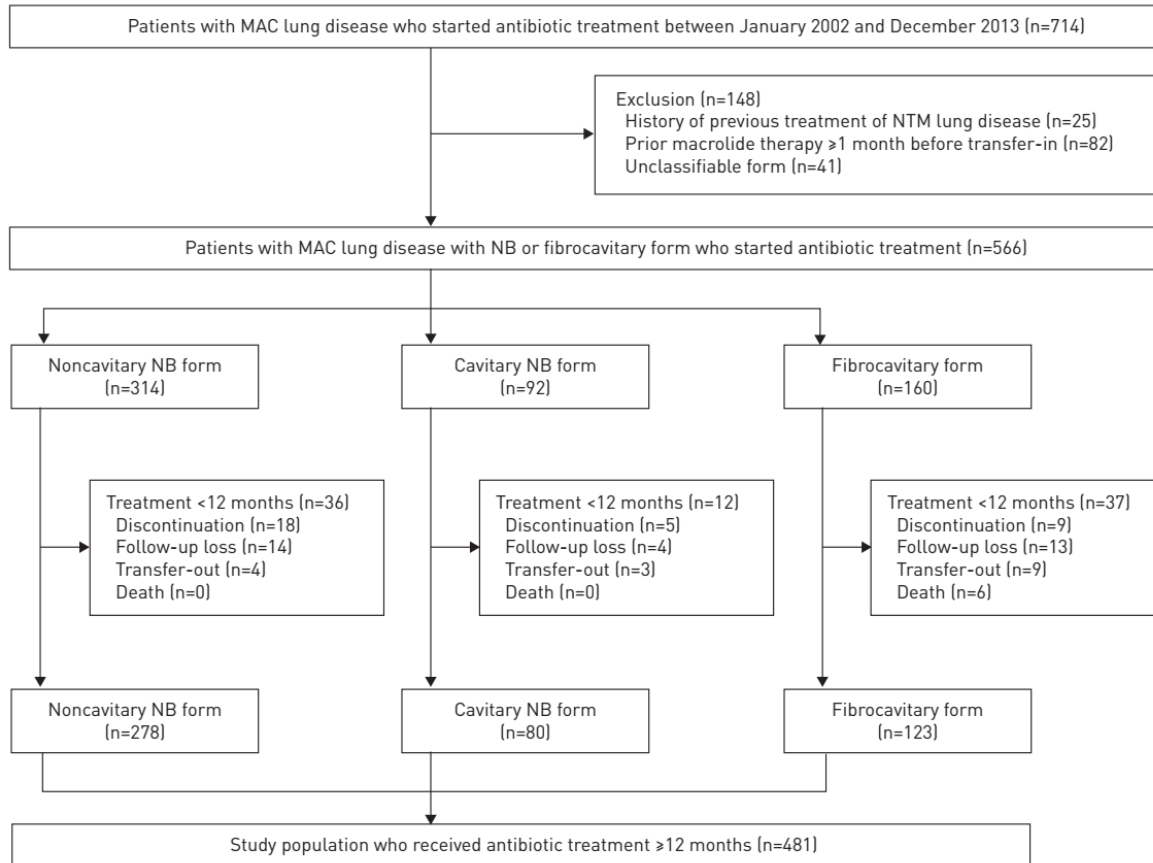 Patients with MAC lung disease who started antibiotic treatment between January 2002 and December 2013 (n=714)
Exclusion (n=148)
History of previous treatment of NTM lung disease (n=25)
Prior macrolide therapy ≥1 month before transfer-in (n=82)
Unclassifiable form (n=41)
Patients with MAC lung disease with NB or fibrocavitary form who started antibiotic treatment (n=566)
Noncavitary NB form
(n=314)
Cavitary NB form
(n=92)
Fibrocavitary form
(n=160)
Treatment <12 months (n=36)
Discontinuation (n=18)
Follow-up loss (n=14)
Transfer-out (n=4)
Death (n=0)
Treatment <12 months (n=12)
Discontinuation (n=5)
Follow-up loss (n=4)
Transfer-out (n=3)
Death (n=0)
Treatment <12 months (n=37)
Discontinuation (n=9)
Follow-up loss (n=13)
Transfer-out (n=9)
Death (n=6)
Noncavitary NB form
(n=278)
Cavitary NB form
(n=80)
Fibrocavitary form
(n=123)
Study population who received antibiotic treatment ≥12 months (n=481)